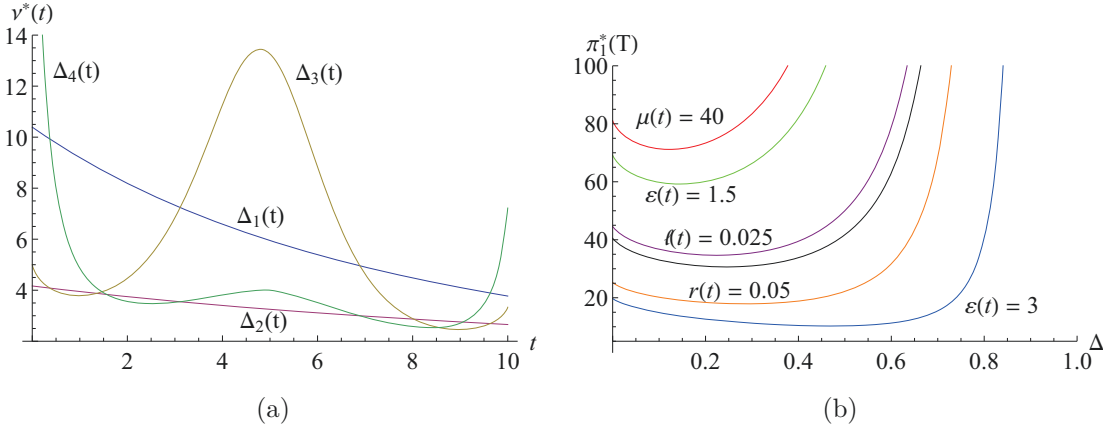 ν*(t)
14
12
10
8
6
4
2 4 6 8 10 t
Δ₄(t)
Δ₃(t)
Δ₁(t)
Δ₂(t)
(a)
π₁*(T)
100
80
60
40
20
0.2 0.4 0.6 0.8 1.0 Δ
μ(t) = 40
ε(t) = 1.5
ℓ(t) = 0.025
r(t) = 0.05
ε(t) = 3
(b)